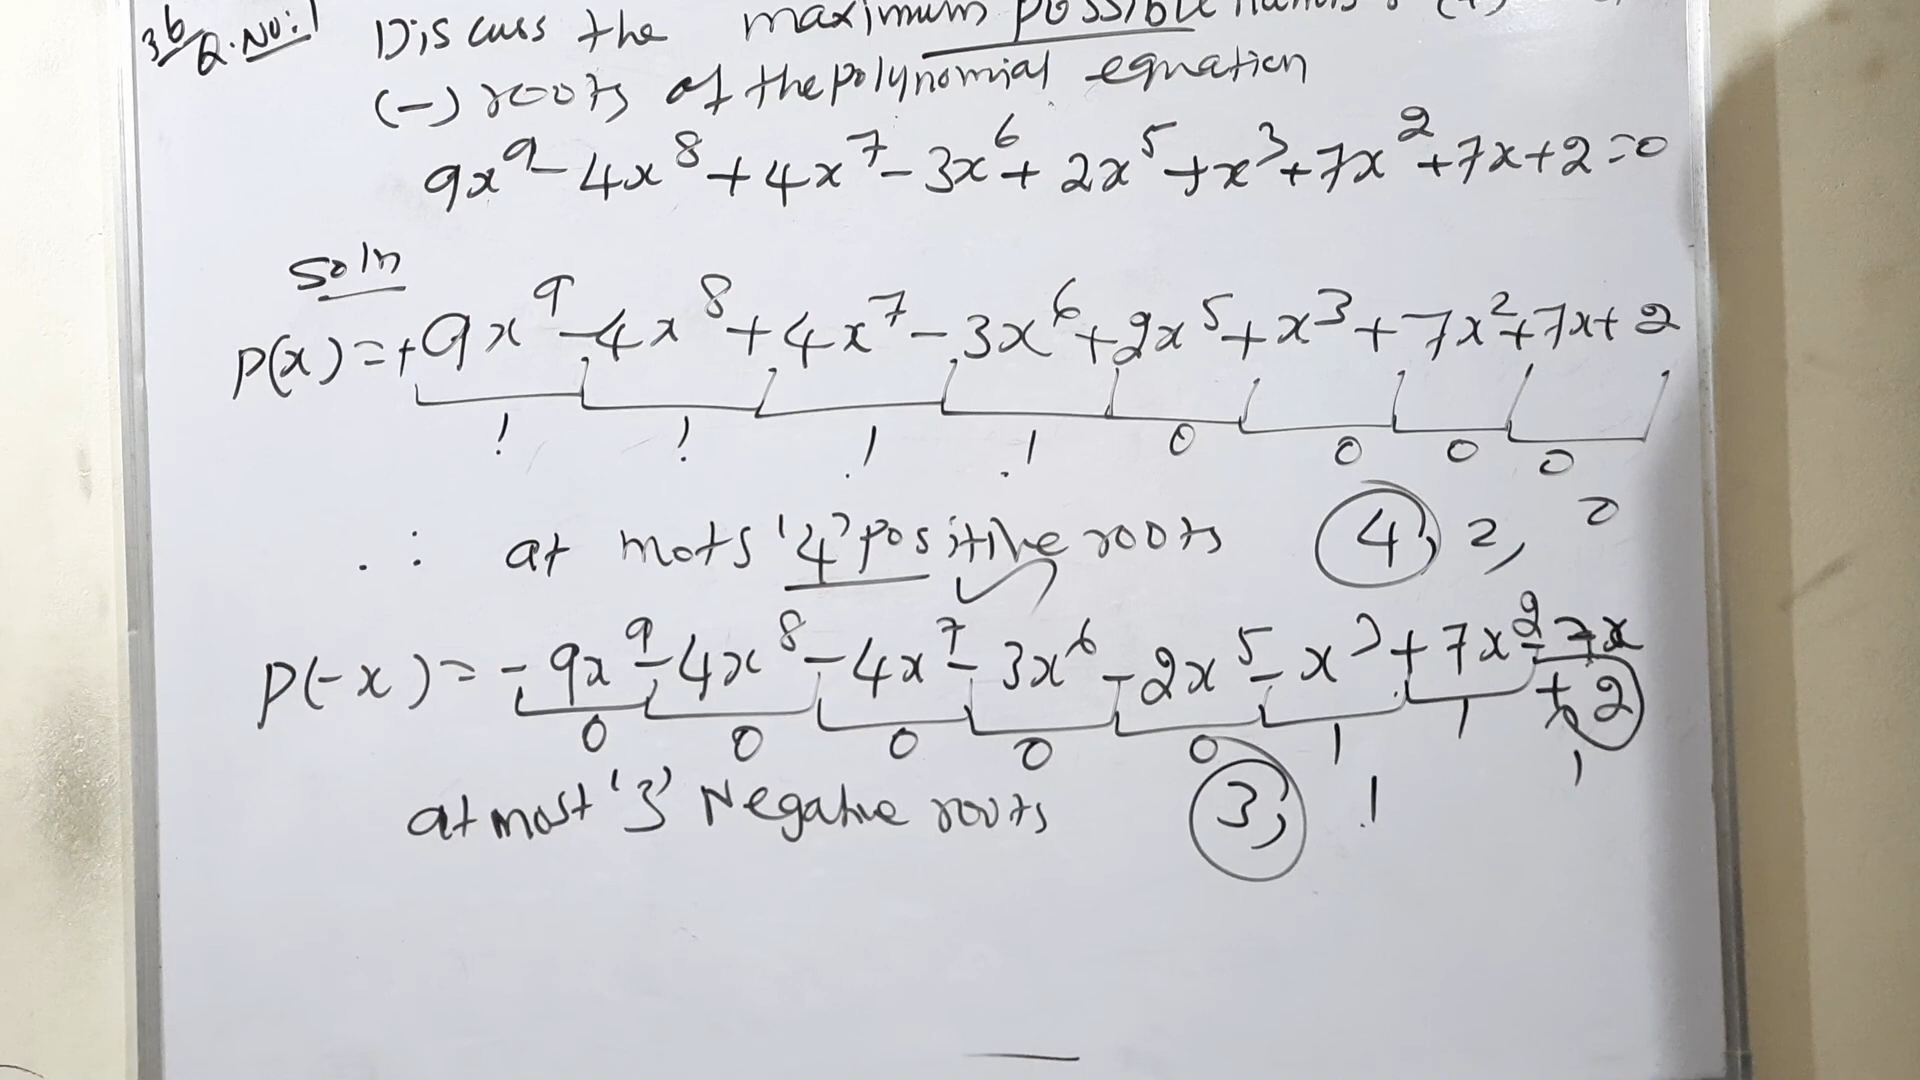 3b Q.No:1 Discuss the maximum possible
(-) roots of the polynomial equation
9x⁹-4x⁸+4x⁷-3x⁶+2x⁵+x³+7x²+7x+2=0
Soln
P(x)=+9x⁹-4x⁸+4x⁷-3x⁶+2x⁵+x³+7x²+7x+2
1 1 1 1 0 0 0 0
∴ at mots '4' positive roots 4, 2, 0
P(-x)=-9x⁹-4x⁸-4x⁷-3x⁶-2x⁵-x³+7x²-7x
+2
0 0 0 0 0 1 1 1
at most '3' Negative roots 3, 1